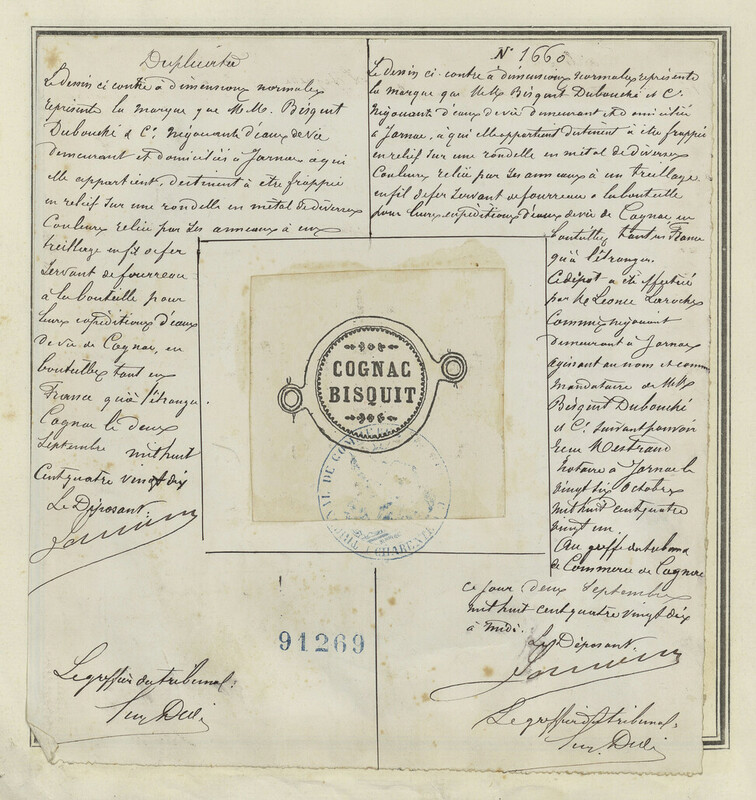 Duplicata
Le Dessin ci contre à dimensions normales
représente la marque que M.M. Bisquit
Dubouché & Cie. Négociants d'eaux de vie
demeurant et domiciliés à Jarnac à qui
elle appartient, destinent à être frappée
en relief sur une rondelle en métal de diverses
Couleurs reliée par des anneaux à un
treillage en fil de fer
servant de fourreau
à la bouteille pour
leurs expéditions d'eaux
de vie de Cognac, en
bouteilles tant en
France qu'à l'étranger.
Cognac le deux
Septembre mil huit
Cent quatre vingt dix
Le Déposant:
N° 1660
Le Dessin ci-contre à dimensions normales représente
la marque que M.M. Bisquit Dubouché et Cie.
Négociants d'eaux de vie demeurant et domiciliés
à Jarnac, à qui elle appartient destinent à être frappée
en relief sur une rondelle en métal de diverses
Couleurs reliée par des anneaux à un treillage
en fil de fer servant de fourreau à la bouteille
pour leurs expéditions d'eaux de vie de Cognac en
bouteilles, tant en France
qu'à l'étranger.
Ce dépôt a été effectué
par M. Léonce Laroche
Commis négociant
demeurant à Jarnac
agissant au nom et comme
mandataire de M.M.
Bisquit Dubouché
et Cie. suivant pouvoir
reçu Mestraud
notaire à Jarnac le
vingt six Octobre
mil huit cent quatre
vingt un
Au greffe du tribunal
de Commerce de Cognac
ce jour deux Septembre
mil huit cent quatre vingt dix
à midi.
Le Déposant
COGNAC
BISQUIT
91269
Le greffier du tribunal:
Le greffier du tribunal: